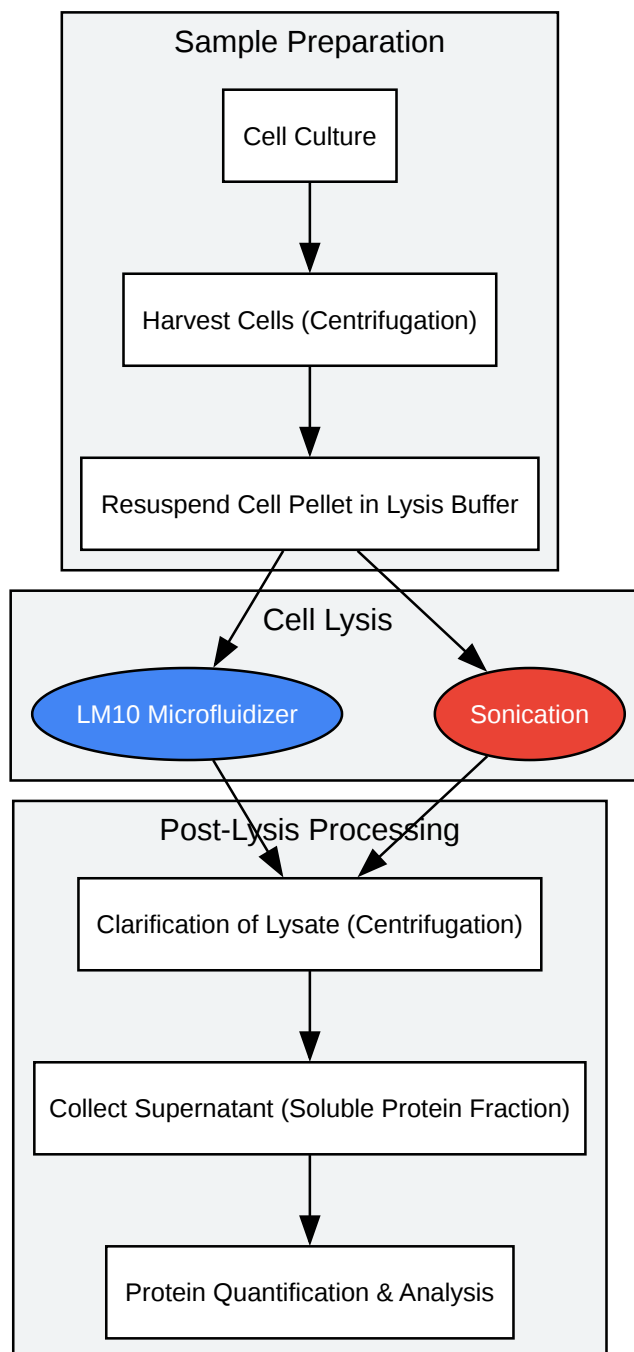 Sample Preparation
Cell Culture
Harvest Cells (Centrifugation)
Resuspend Cell Pellet in Lysis Buffer
Cell Lysis
LM10 Microfluidizer
Sonication
Post-Lysis Processing
Clarification of Lysate (Centrifugation)
Collect Supernatant (Soluble Protein Fraction)
Protein Quantification & Analysis